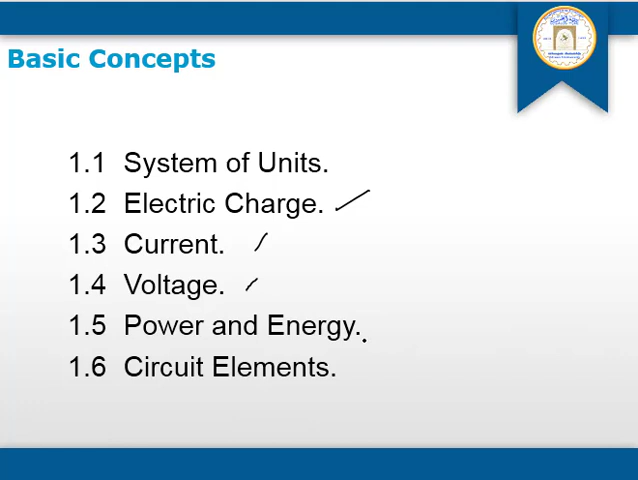 Basic Concepts
1.1 System of Units.
1.2 Electric Charge.
1.3 Current.
1.4 Voltage.
1.5 Power and Energy.
1.6 Circuit Elements.